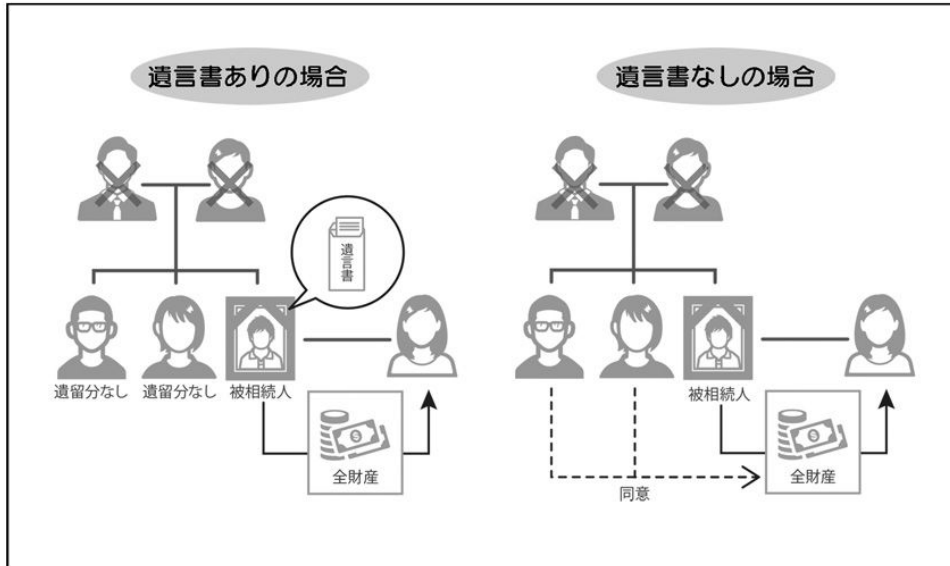 遺言書ありの場合
遺言書なしの場合
遺言書
遺留分なし
遺留分なし
被相続人
全財産
被相続人
全財産
同意